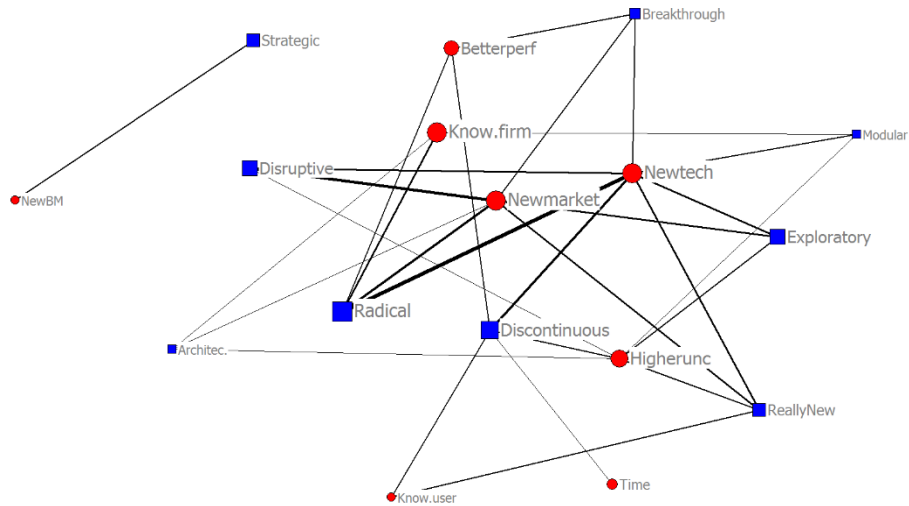 Breakthrough
Strategic
Betterperf
Know.firm
Modular
Disruptive
Newtech
NewBM
Newmarket
Exploratory
Radical
Discontinuous
Architec.
Higherunc
ReallyNew
Time
Know.user